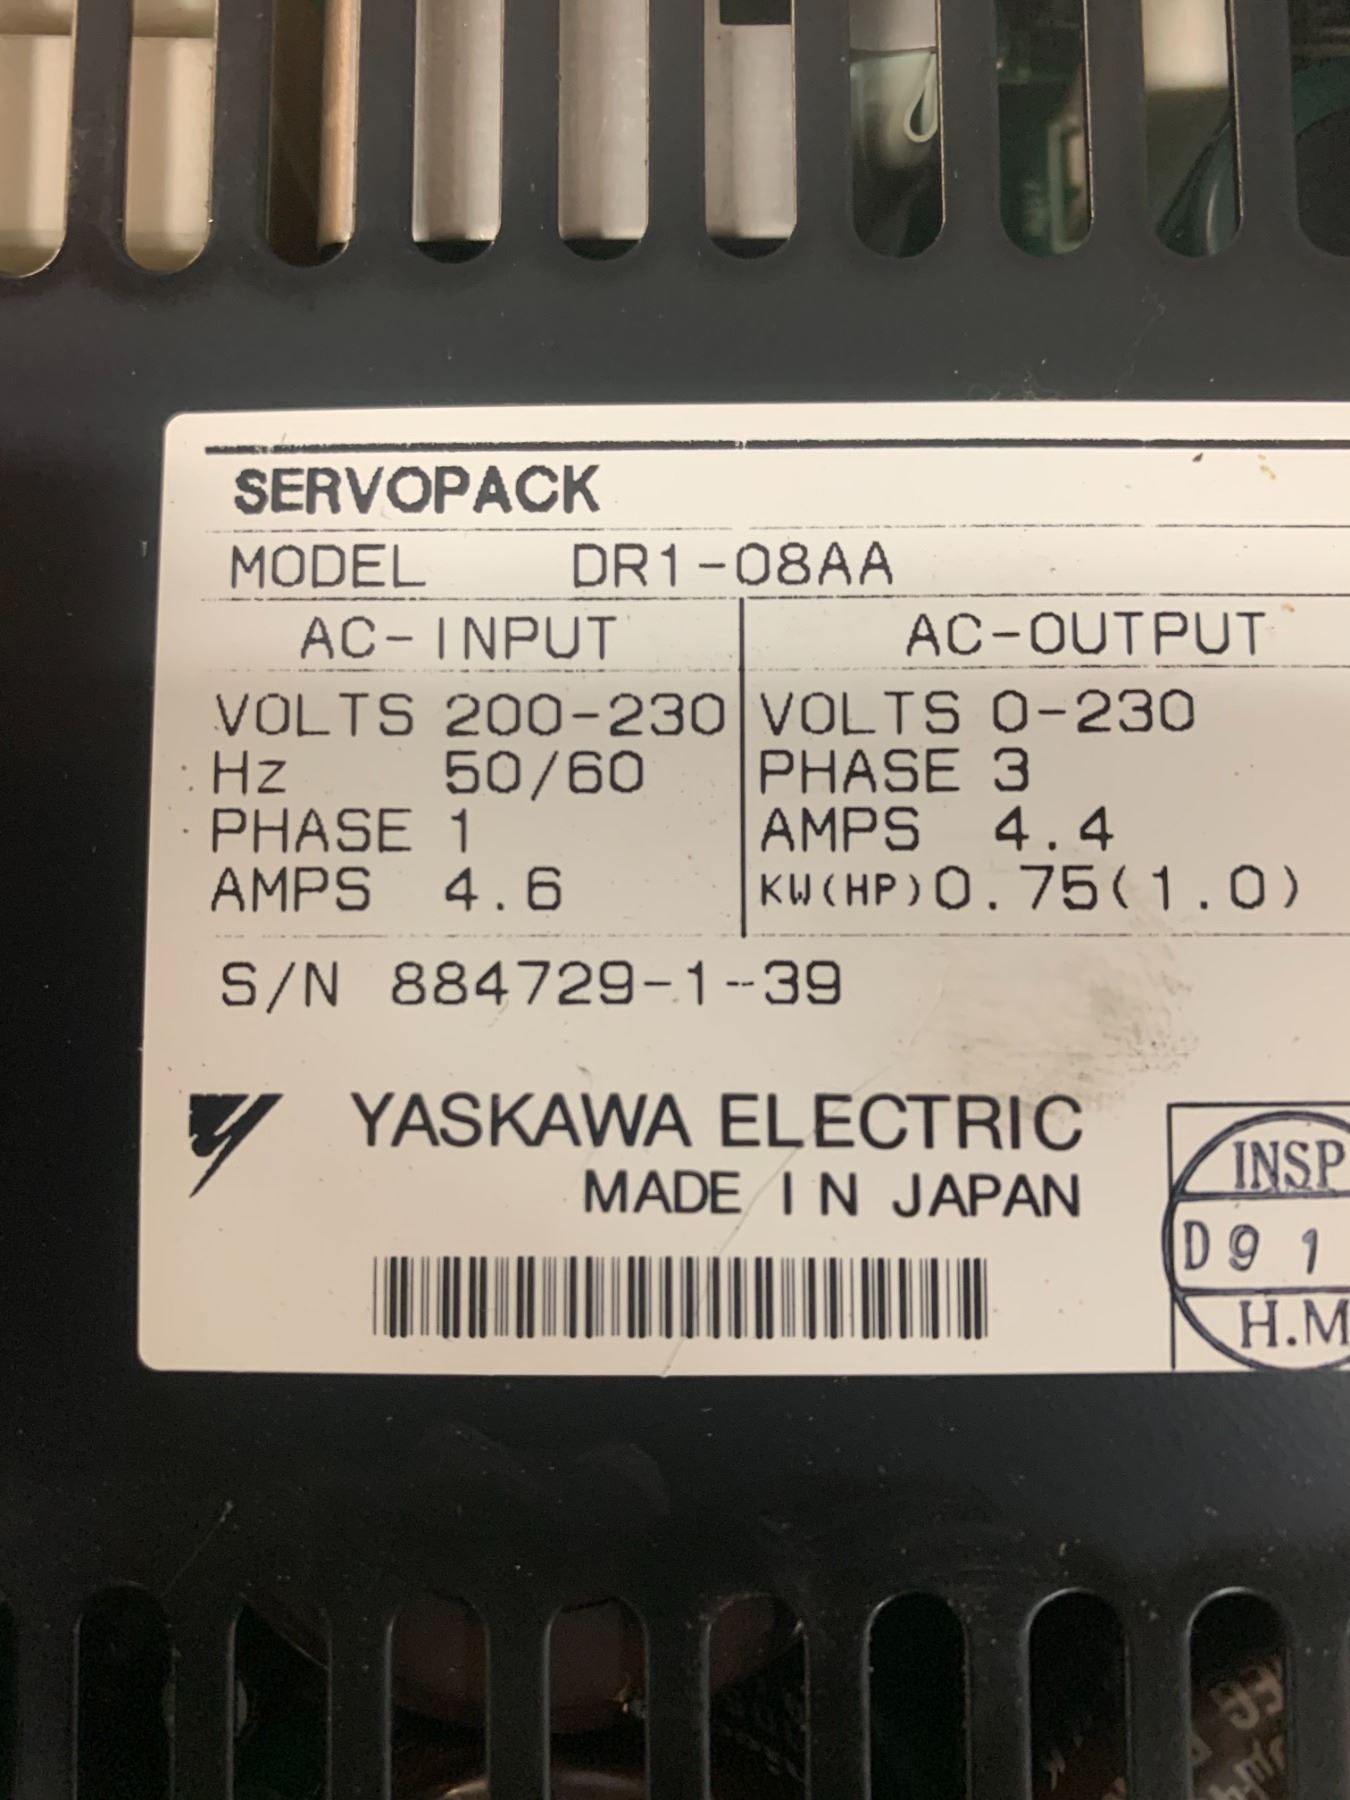 SERVOPACK
MODEL DR1-08AA
AC-INPUT AC-OUTPUT
VOLTS 200-230 VOLTS 0-230
Hz 50/60 PHASE 3
PHASE 1 AMPS 4.4
AMPS 4.6 KW(HP) 0.75(1.0)
S/N 884729-1-39
YASKAWA ELECTRIC
MADE IN JAPAN
INSP
D91
H.M